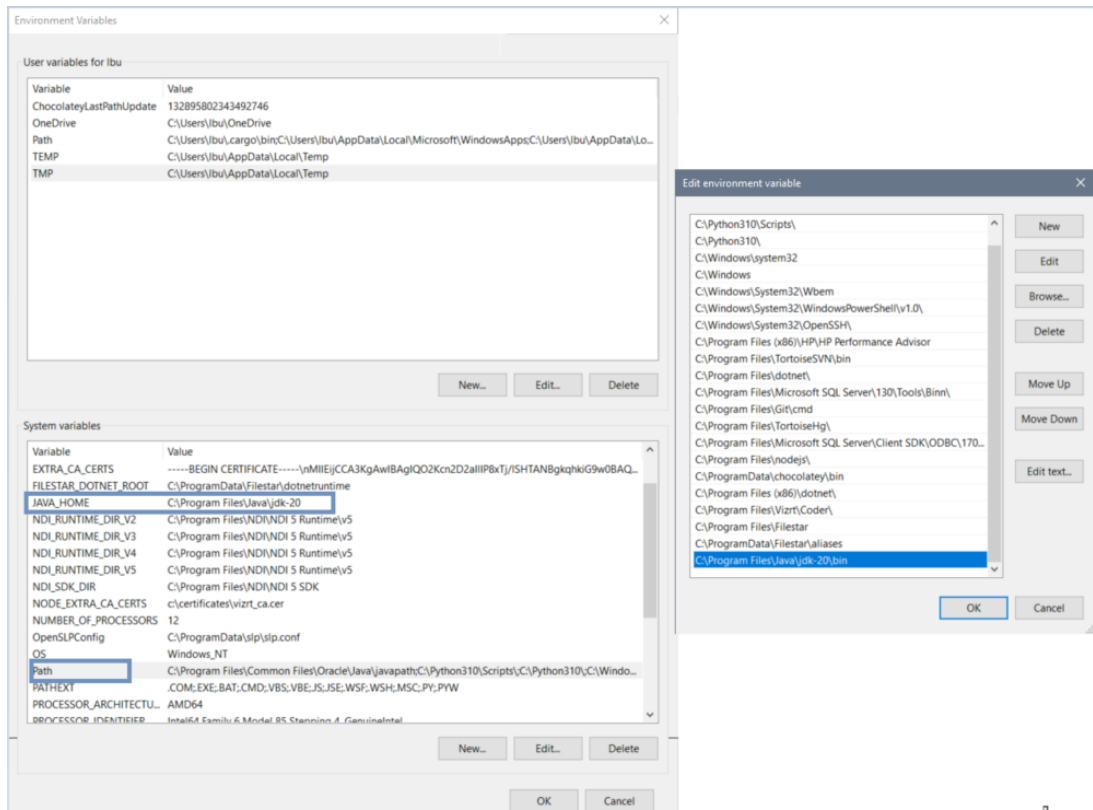 Environment Variables
User variables for Ibu
Variable Value
ChocolateyLastPathUpdate 132895802343492746
OneDrive C:\Users\Ibu\OneDrive
Path C:\Users\Ibu\.cargo\bin;C:\Users\Ibu\AppData\Local\Microsoft\WindowsApps;C:\Users\Ibu\AppData\Lo...
TEMP C:\Users\Ibu\AppData\Local\Temp
TMP C:\Users\Ibu\AppData\Local\Temp
New... Edit... Delete
System variables
Variable Value
EXTRA_CA_CERTS -----BEGIN CERTIFICATE-----\nMIIEijCCA3KgAwIBAgIQO2Kcn2D2aIIIP8xTj/ISHTANBgkqhkiG9w0BAQ...
FILESTAR_DOTNET_ROOT C:\ProgramData\Filestar\dotnetruntime
JAVA_HOME C:\Program Files\Java\jdk-20
NDI_RUNTIME_DIR_V2 C:\Program Files\NDI\NDI 5 Runtime\v5
NDI_RUNTIME_DIR_V3 C:\Program Files\NDI\NDI 5 Runtime\v5
NDI_RUNTIME_DIR_V4 C:\Program Files\NDI\NDI 5 Runtime\v5
NDI_RUNTIME_DIR_V5 C:\Program Files\NDI\NDI 5 Runtime\v5
NDI_SDK_DIR C:\Program Files\NDI\NDI 5 SDK
NODE_EXTRA_CA_CERTS c:\certificates\vizrt_ca.cer
NUMBER_OF_PROCESSORS 12
OpenSLPConfig C:\ProgramData\slp\slp.conf
OS Windows_NT
Path C:\Program Files\Common Files\Oracle\Java\javapath;C:\Python310\Scripts\;C:\Python310\;C:\Windo...
PATHEXT .COM;.EXE;.BAT;.CMD;.VBS;.VBE;.JS;.JSE;.WSF;.WSH;.MSC;.PY;.PYW
PROCESSOR_ARCHITECTU... AMD64
PROCESSOR_IDENTIFIER Intel64 Family 6 Model 85 Stepping 4, GenuineIntel
New... Edit... Delete
OK Cancel
Edit environment variable
C:\Python310\Scripts\
C:\Python310\
C:\Windows\system32
C:\Windows
C:\Windows\System32\Wbem
C:\Windows\System32\WindowsPowerShell\v1.0\
C:\Windows\System32\OpenSSH\
C:\Program Files (x86)\HP\HP Performance Advisor
C:\Program Files\TortoiseSVN\bin
C:\Program Files\dotnet\
C:\Program Files\Microsoft SQL Server\130\Tools\Binn\
C:\Program Files\Git\cmd
C:\Program Files\TortoiseHg\
C:\Program Files\Microsoft SQL Server\Client SDK\ODBC\170...
C:\Program Files\nodejs\
C:\ProgramData\chocolatey\bin
C:\Program Files (x86)\dotnet\
C:\Program Files\Vizrt\Coder\
C:\Program Files\Filestar
C:\ProgramData\Filestar\aliases
C:\Program Files\Java\jdk-20\bin
New
Edit
Browse...
Delete
Move Up
Move Down
Edit text...
OK Cancel